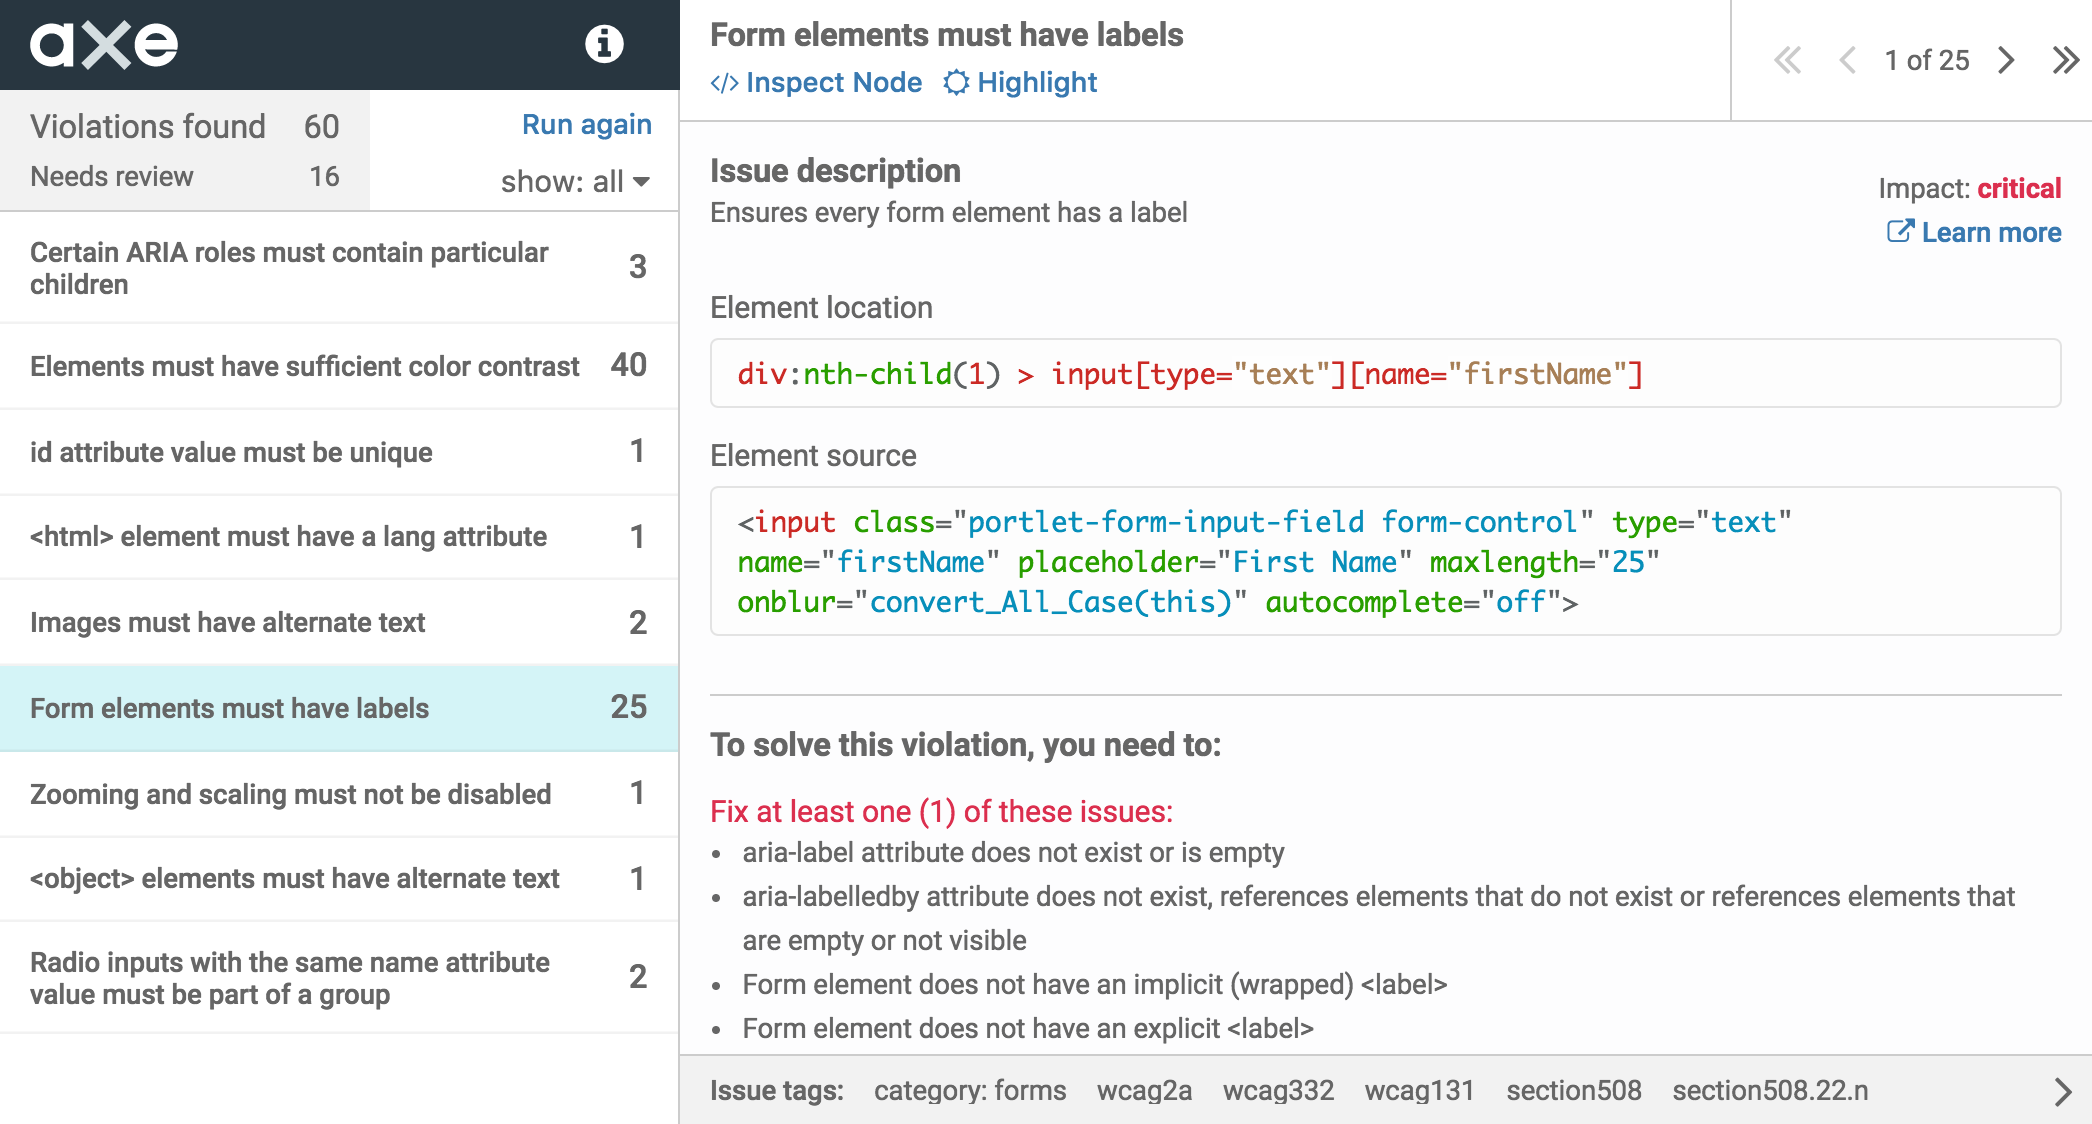 axe
Violations found 60
Needs review 16
Run again
show: all
Certain ARIA roles must contain particular
children
3
Elements must have sufficient color contrast 40
id attribute value must be unique 1
<html> element must have a lang attribute 1
Images must have alternate text 2
Form elements must have labels 25
Zooming and scaling must not be disabled 1
<object> elements must have alternate text 1
Radio inputs with the same name attribute
value must be part of a group
2
Form elements must have labels
</> Inspect Node Highlight
1 of 25
Issue description
Ensures every form element has a label
Impact: critical
Learn more
Element location
div:nth-child(1) > input[type="text"][name="firstName"]
Element source
<input class="portlet-form-input-field form-control" type="text"
name="firstName" placeholder="First Name" maxlength="25"
onblur="convert_All_Case(this)" autocomplete="off">
To solve this violation, you need to:
Fix at least one (1) of these issues:
• aria-label attribute does not exist or is empty
• aria-labelledby attribute does not exist, references elements that do not exist or references elements that
are empty or not visible
• Form element does not have an implicit (wrapped) <label>
• Form element does not have an explicit <label>
Issue tags: category: forms wcag2a wcag332 wcag131 section508 section508.22.n